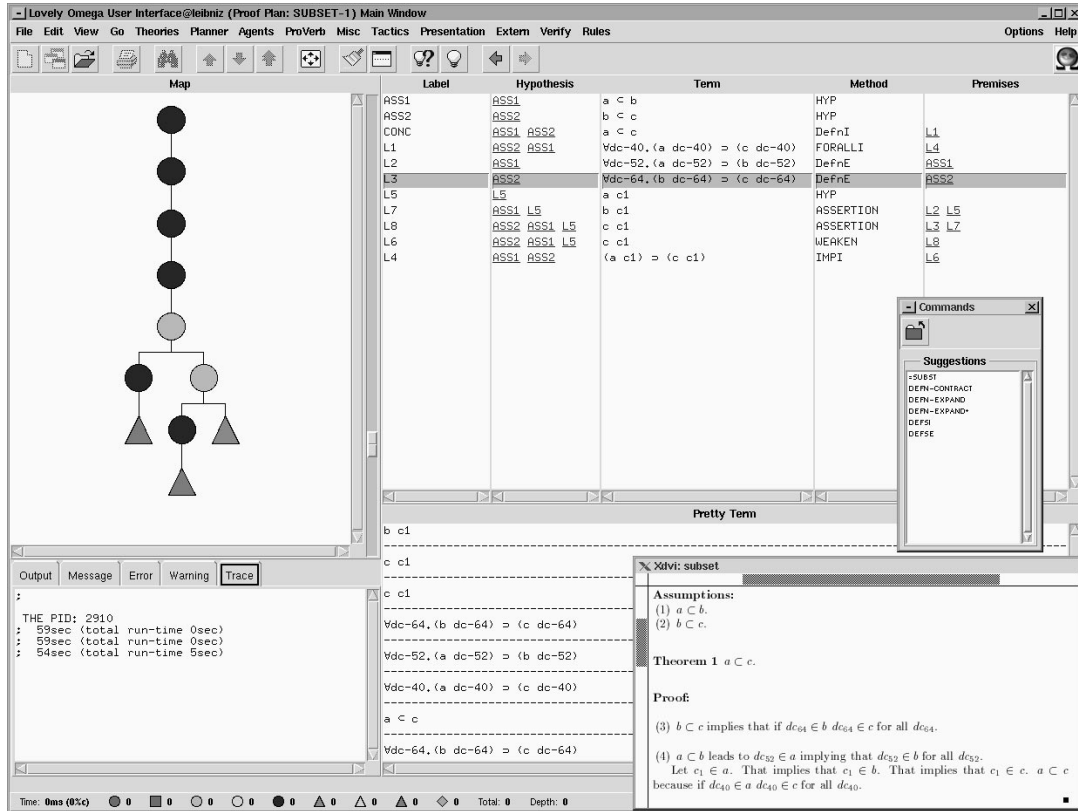 Lovely Omega User Interface@leibniz (Proof Plan: SUBSET-1) Main Window
File Edit View Go Theories Planner Agents ProVerb Misc Tactics Presentation Extern Verify Rules Options Help
Map
Label Hypothesis Term Method Premises
ASS1 ASS1 a ⊂ b HYP
ASS2 ASS2 b ⊂ c HYP
CONC ASS1 ASS2 a ⊂ c DefnI L1
L1 ASS2 ASS1 ∀dc-40.(a dc-40) ⊃ (c dc-40) FORALLI L4
L2 ASS1 ∀dc-52.(a dc-52) ⊃ (b dc-52) DefnE ASS1
L3 ASS2 ∀dc-64.(b dc-64) ⊃ (c dc-64) DefnE ASS2
L5 L5 a c1 HYP
L7 ASS1 L5 b c1 ASSERTION L2 L5
L8 ASS2 ASS1 L5 c c1 ASSERTION L3 L7
L6 ASS2 ASS1 L5 c c1 WEAKEN L8
L4 ASS1 ASS2 (a c1) ⊃ (c c1) IMPI L6
Commands
Suggestions
=SUBST
DEFN-CONTRACT
DEFN-EXPAND
DEFN-EXPAND*
DEFSI
DEFSE
Pretty Term
b c1
c c1
c c1
∀dc-64.(b dc-64) ⊃ (c dc-64)
∀dc-52.(a dc-52) ⊃ (b dc-52)
∀dc-40.(a dc-40) ⊃ (c dc-40)
a ⊂ c
∀dc-64.(b dc-64) ⊃ (c dc-64)
Output Message Error Warning Trace
;
THE PID: 2910
; 59sec (total run-time 0sec)
; 59sec (total run-time 0sec)
; 54sec (total run-time 5sec)
Xdvi: subset
Assumptions:
(1) a ⊂ b.
(2) b ⊂ c.
Theorem 1 a ⊂ c.
Proof:
(3) b ⊂ c implies that if dc₆₄ ∈ b dc₆₄ ∈ c for all dc₆₄.
(4) a ⊂ b leads to dc₅₂ ∈ a implying that dc₅₂ ∈ b for all dc₅₂.
Let c₁ ∈ a. That implies that c₁ ∈ b. That implies that c₁ ∈ c. a ⊂ c
because if dc₄₀ ∈ a dc₄₀ ∈ c for all dc₄₀.
Time: 0ms (0%c) 0 0 0 0 0 0 0 0 0 Total: 0 Depth: 0